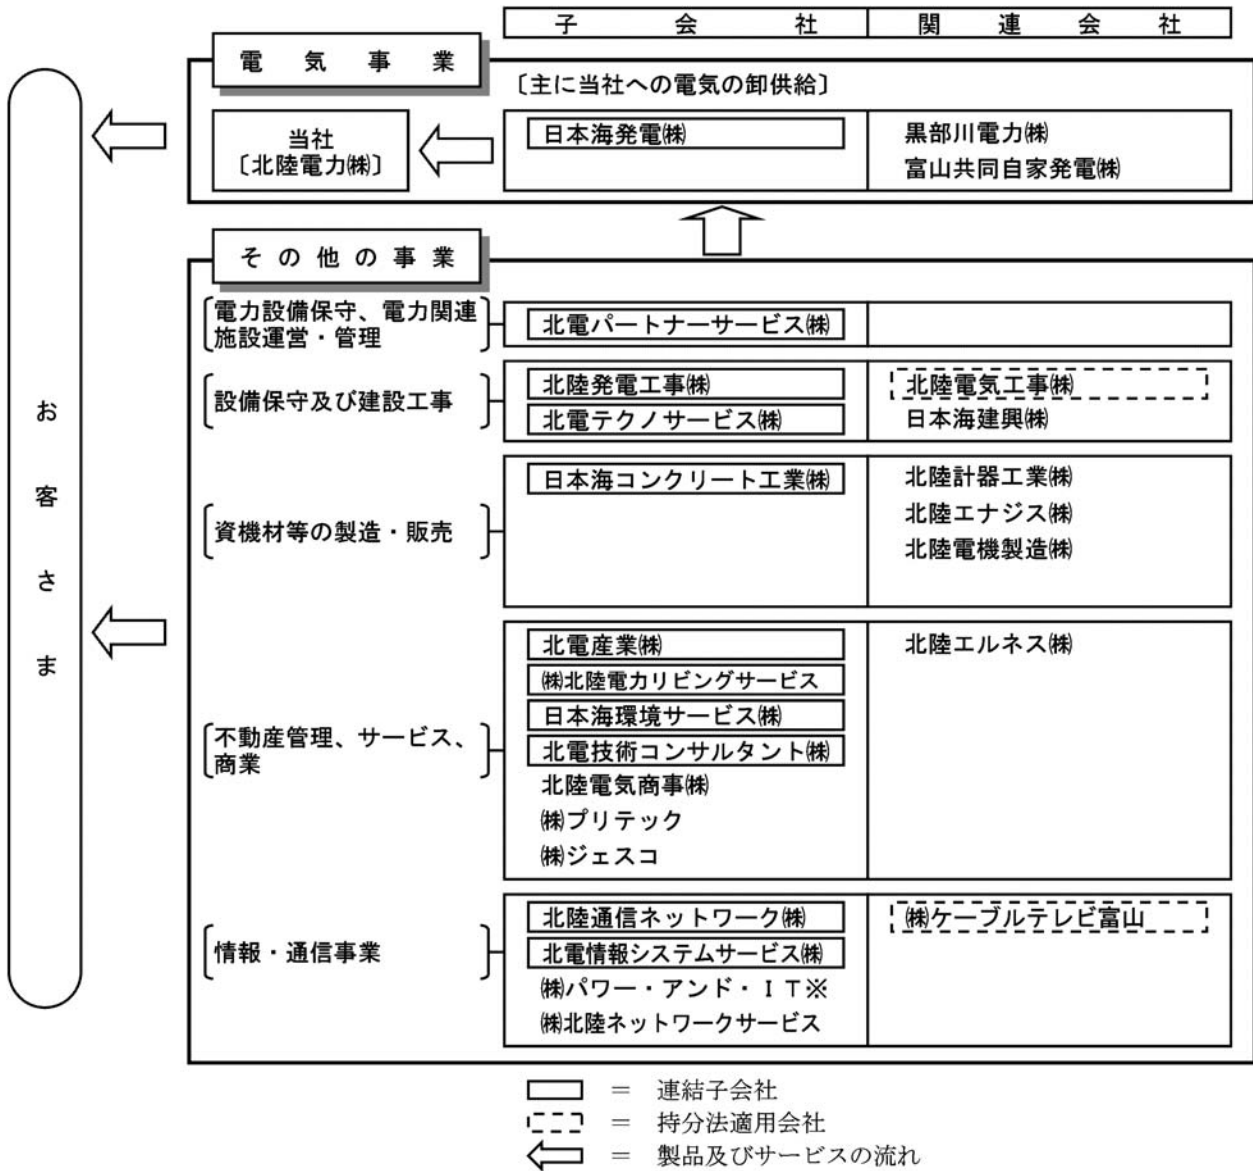 子会社 関連会社
電気事業
〔主に当社への電気の卸供給〕
当社
〔北陸電力㈱〕
日本海発電㈱
黒部川電力㈱
富山共同自家発電㈱
その他の事業
電力設備保守、電力関連
施設運営・管理
北電パートナーサービス㈱
設備保守及び建設工事
北陸発電工事㈱
北電テクノサービス㈱
北陸電気工事㈱
日本海建興㈱
資機材等の製造・販売
日本海コンクリート工業㈱
北陸計器工業㈱
北陸エナジス㈱
北陸電機製造㈱
不動産管理、サービス、
商業
北電産業㈱
㈱北陸電力リビングサービス
日本海環境サービス㈱
北電技術コンサルタント㈱
北陸電気商事㈱
㈱プリテック
㈱ジェスコ
北陸エルネス㈱
情報・通信事業
北陸通信ネットワーク㈱
北電情報システムサービス㈱
㈱パワー・アンド・ＩＴ※
㈱北陸ネットワークサービス
㈱ケーブルテレビ富山
お客さま
＝ 連結子会社
＝ 持分法適用会社
＝ 製品及びサービスの流れ